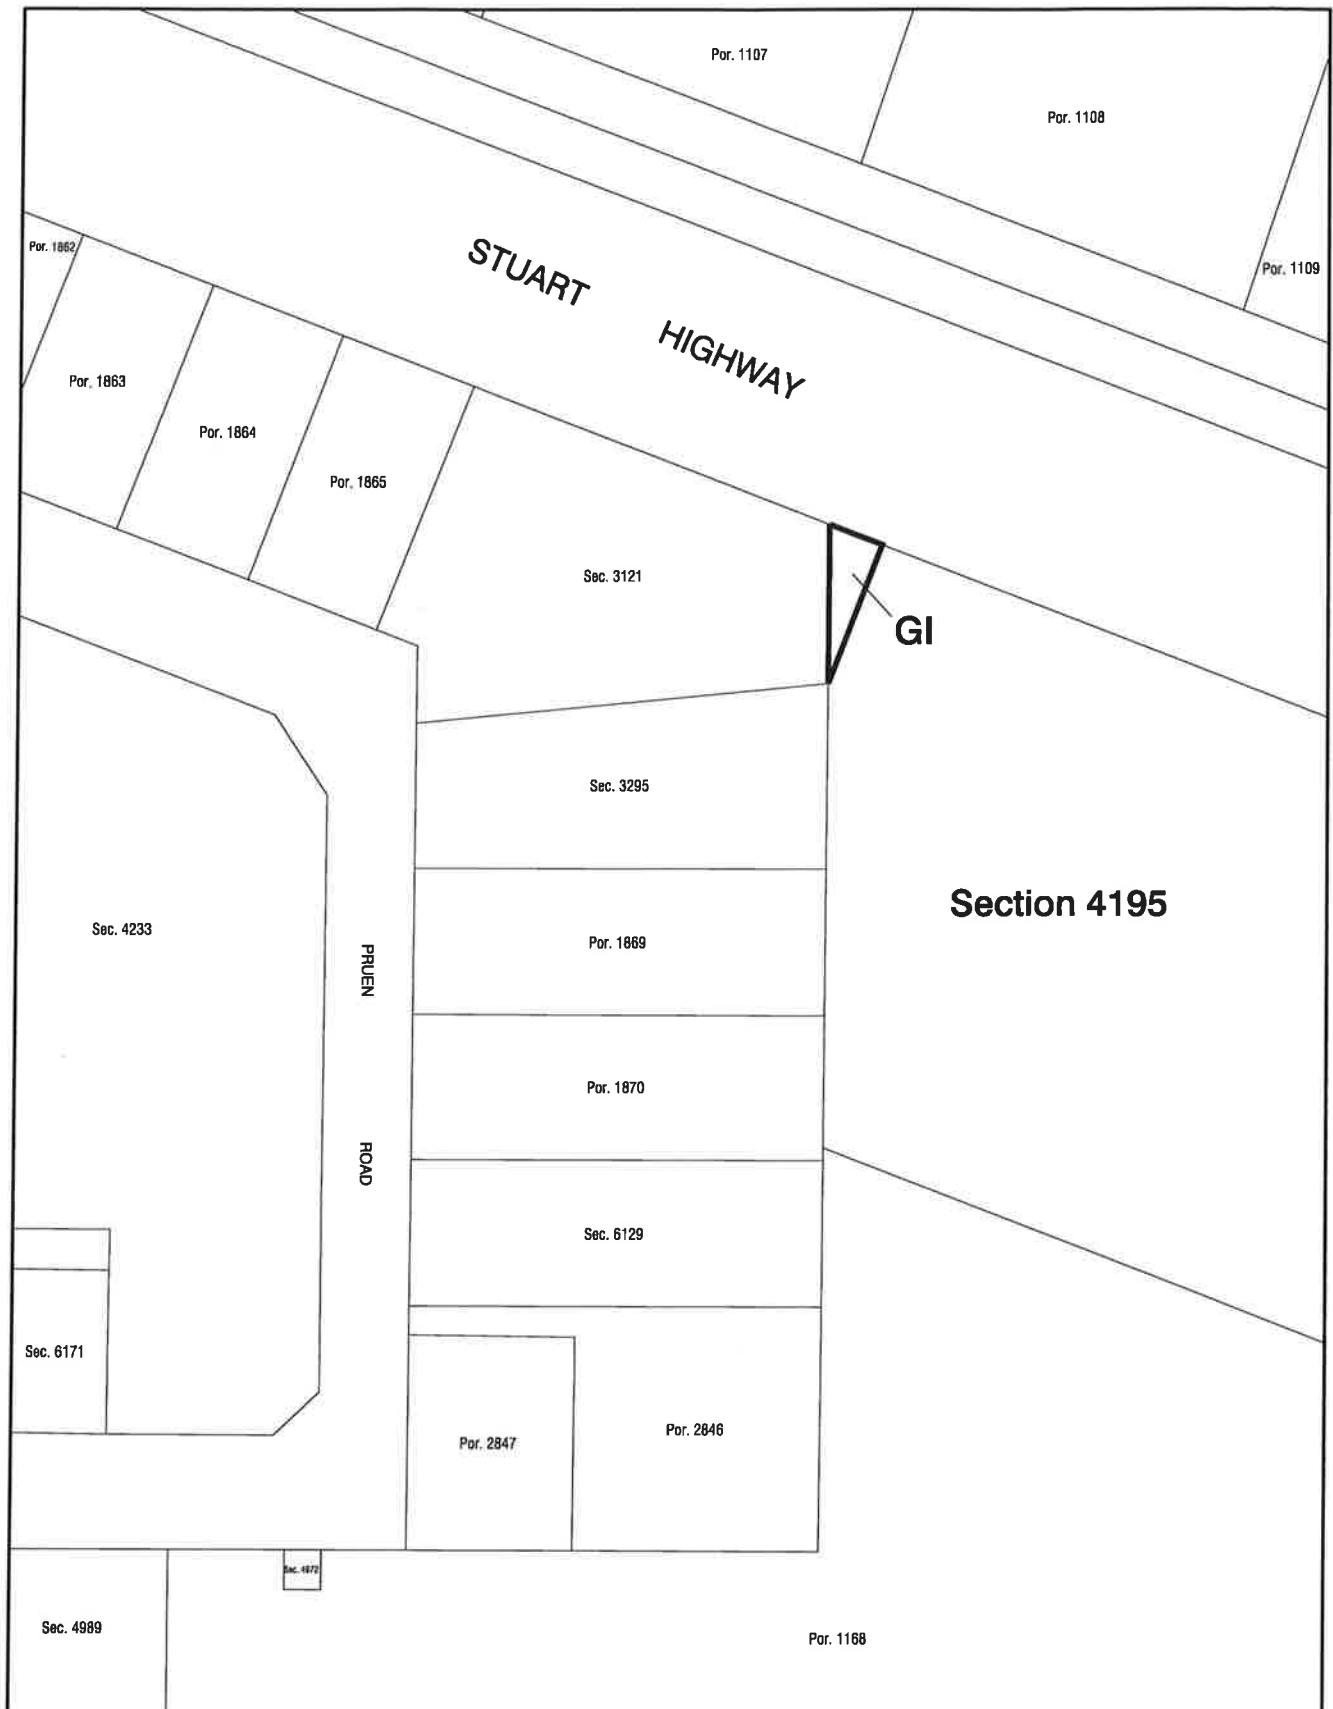 Por. 1107
Por. 1108
Por. 1862
STUART
HIGHWAY
Por. 1109
Por. 1863
Por. 1864
Por. 1865
Sec. 3121
GI
Sec. 3295
Section 4195
Sec. 4233
Por. 1869
PRUEN
ROAD
Por. 1870
Sec. 6129
Sec. 6171
Por. 2847
Por. 2846
Sec. 4972
Sec. 4989
Por. 1168